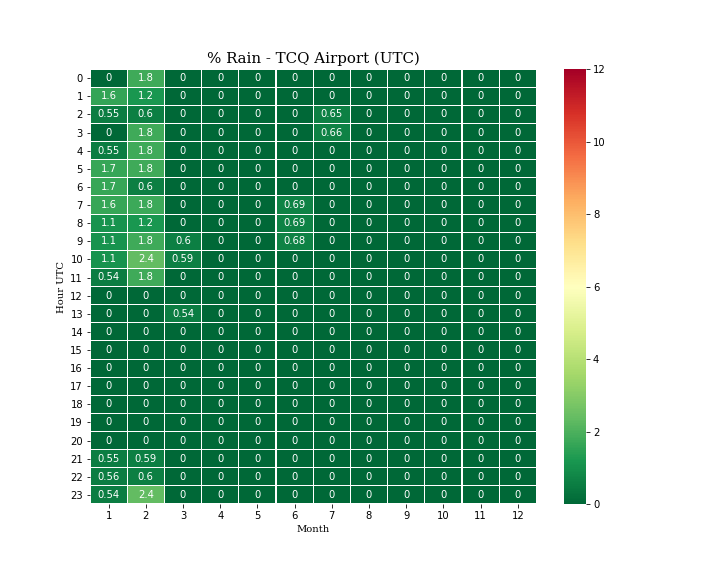 % Rain - TCQ Airport (UTC)
0 0 1.8 0 0 0 0 0 0 0 0 0 0
1 1.6 1.2 0 0 0 0 0 0 0 0 0 0
2 0.55 0.6 0 0 0 0 0.65 0 0 0 0 0
3 0 1.8 0 0 0 0 0.66 0 0 0 0 0
4 0.55 1.8 0 0 0 0 0 0 0 0 0 0
5 1.7 1.8 0 0 0 0 0 0 0 0 0 0
6 1.7 0.6 0 0 0 0 0 0 0 0 0 0
7 1.6 1.8 0 0 0 0.69 0 0 0 0 0 0
8 1.1 1.2 0 0 0 0.69 0 0 0 0 0 0
9 1.1 1.8 0.6 0 0 0.68 0 0 0 0 0 0
10 1.1 2.4 0.59 0 0 0 0 0 0 0 0 0
11 0.54 1.8 0 0 0 0 0 0 0 0 0 0
12 0 0 0 0 0 0 0 0 0 0 0 0
13 0 0 0.54 0 0 0 0 0 0 0 0 0
14 0 0 0 0 0 0 0 0 0 0 0 0
15 0 0 0 0 0 0 0 0 0 0 0 0
16 0 0 0 0 0 0 0 0 0 0 0 0
17 0 0 0 0 0 0 0 0 0 0 0 0
18 0 0 0 0 0 0 0 0 0 0 0 0
19 0 0 0 0 0 0 0 0 0 0 0 0
20 0 0 0 0 0 0 0 0 0 0 0 0
21 0.55 0.59 0 0 0 0 0 0 0 0 0 0
22 0.56 0.6 0 0 0 0 0 0 0 0 0 0
23 0.54 2.4 0 0 0 0 0 0 0 0 0 0
1 2 3 4 5 6 7 8 9 10 11 12
Month
Hour UTC
12
10
8
6
4
2
0